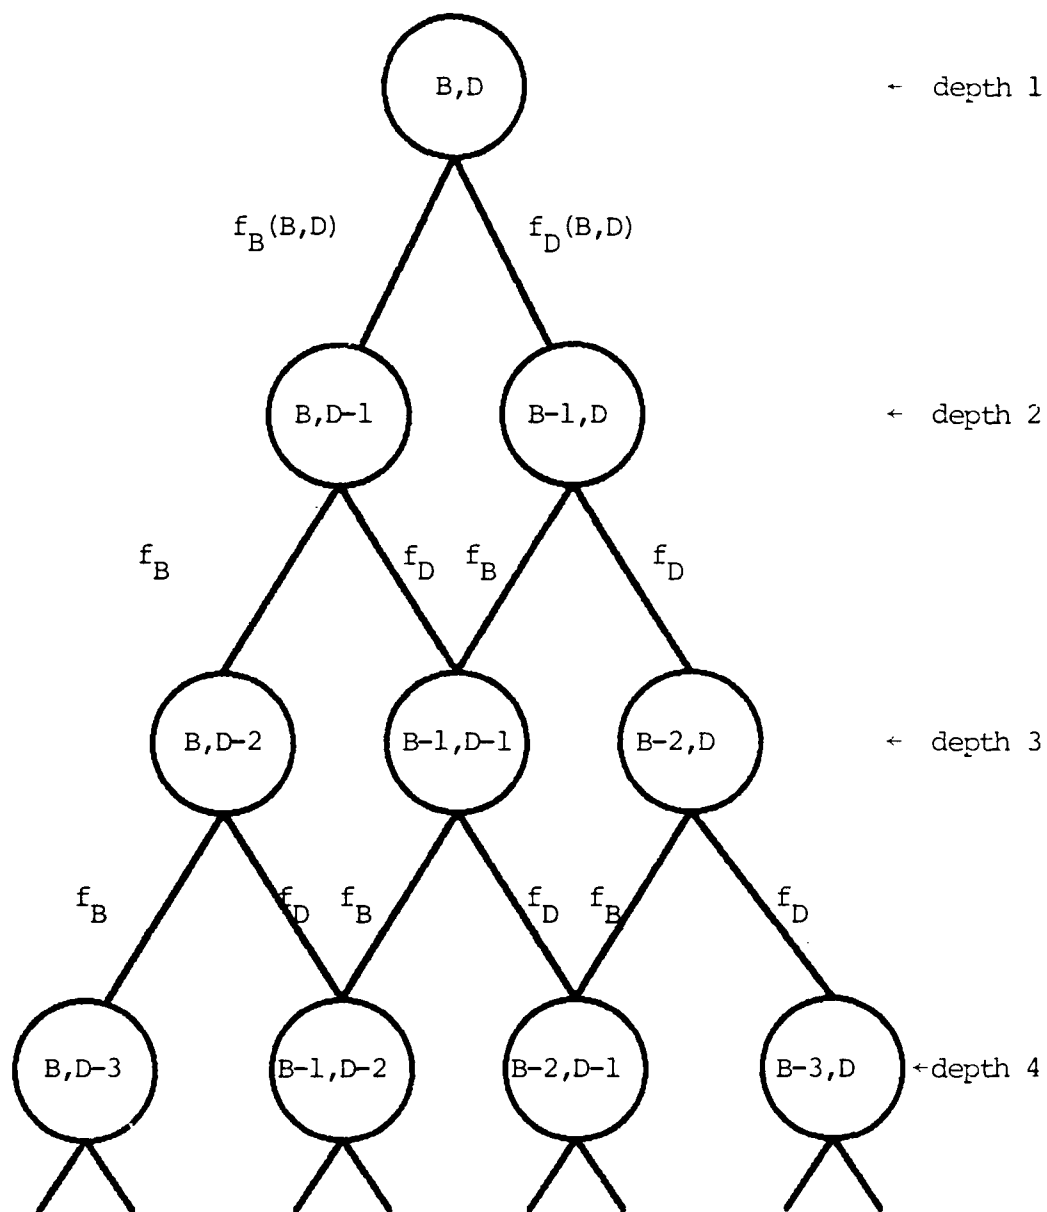 B,D ← depth 1
f_B(B,D) f_D(B,D)
B,D-1 B-1,D ← depth 2
f_B f_D f_B f_D
B,D-2 B-1,D-1 B-2,D ← depth 3
f_B f_D f_B f_D f_B f_D
B,D-3 B-1,D-2 B-2,D-1 B-3,D ←depth 4